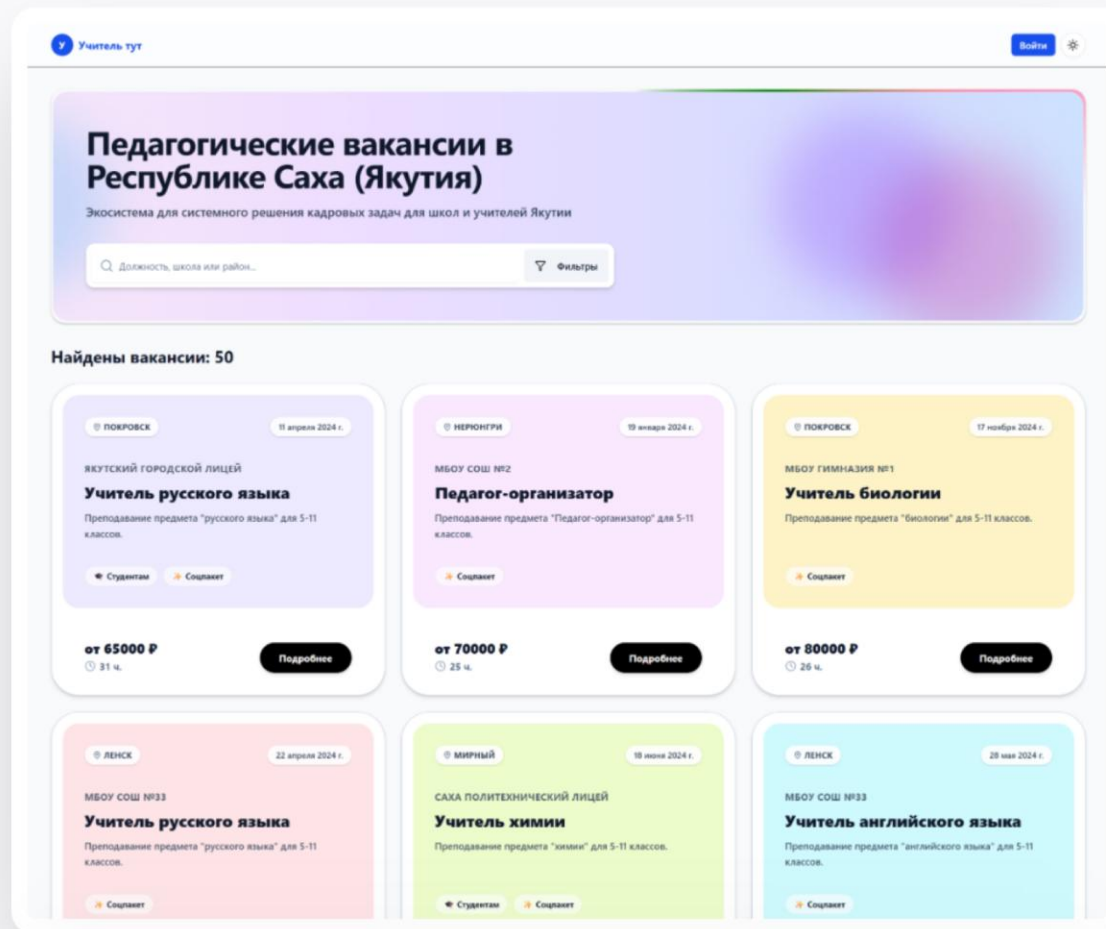 У Учитель тут
Войти
Педагогические вакансии в
Республике Саха (Якутия)
Экосистема для системного решения кадровых задач для школ и учителей Якутии
Должность, школа или район...
Фильтры
Найдены вакансии: 50
ПОКРОВСК
11 апреля 2024 г.
ЯКУТСКИЙ ГОРОДСКОЙ ЛИЦЕЙ
Учитель русского языка
Преподавание предмета "русского языка" для 5-11
классов.
Студентам
Соцпакет
от 65000 ₽
31 ч.
Подробнее
НЕРЮНГРИ
19 января 2024 г.
МБОУ СОШ №2
Педагог-организатор
Преподавание предмета "Педагог-организатор" для 5-11
классов.
Соцпакет
от 70000 ₽
25 ч.
Подробнее
ПОКРОВСК
17 ноября 2024 г.
МБОУ ГИМНАЗИЯ №1
Учитель биологии
Преподавание предмета "биологии" для 5-11 классов.
Соцпакет
от 80000 ₽
26 ч.
Подробнее
ЛЕНСК
22 апреля 2024 г.
МБОУ СОШ №33
Учитель русского языка
Преподавание предмета "русского языка" для 5-11
классов.
Соцпакет
МИРНЫЙ
18 июня 2024 г.
САХА ПОЛИТЕХНИЧЕСКИЙ ЛИЦЕЙ
Учитель химии
Преподавание предмета "химии" для 5-11 классов.
Студентам
Соцпакет
ЛЕНСК
28 мая 2024 г.
МБОУ СОШ №33
Учитель английского языка
Преподавание предмета "английского языка" для 5-11
классов.
Соцпакет